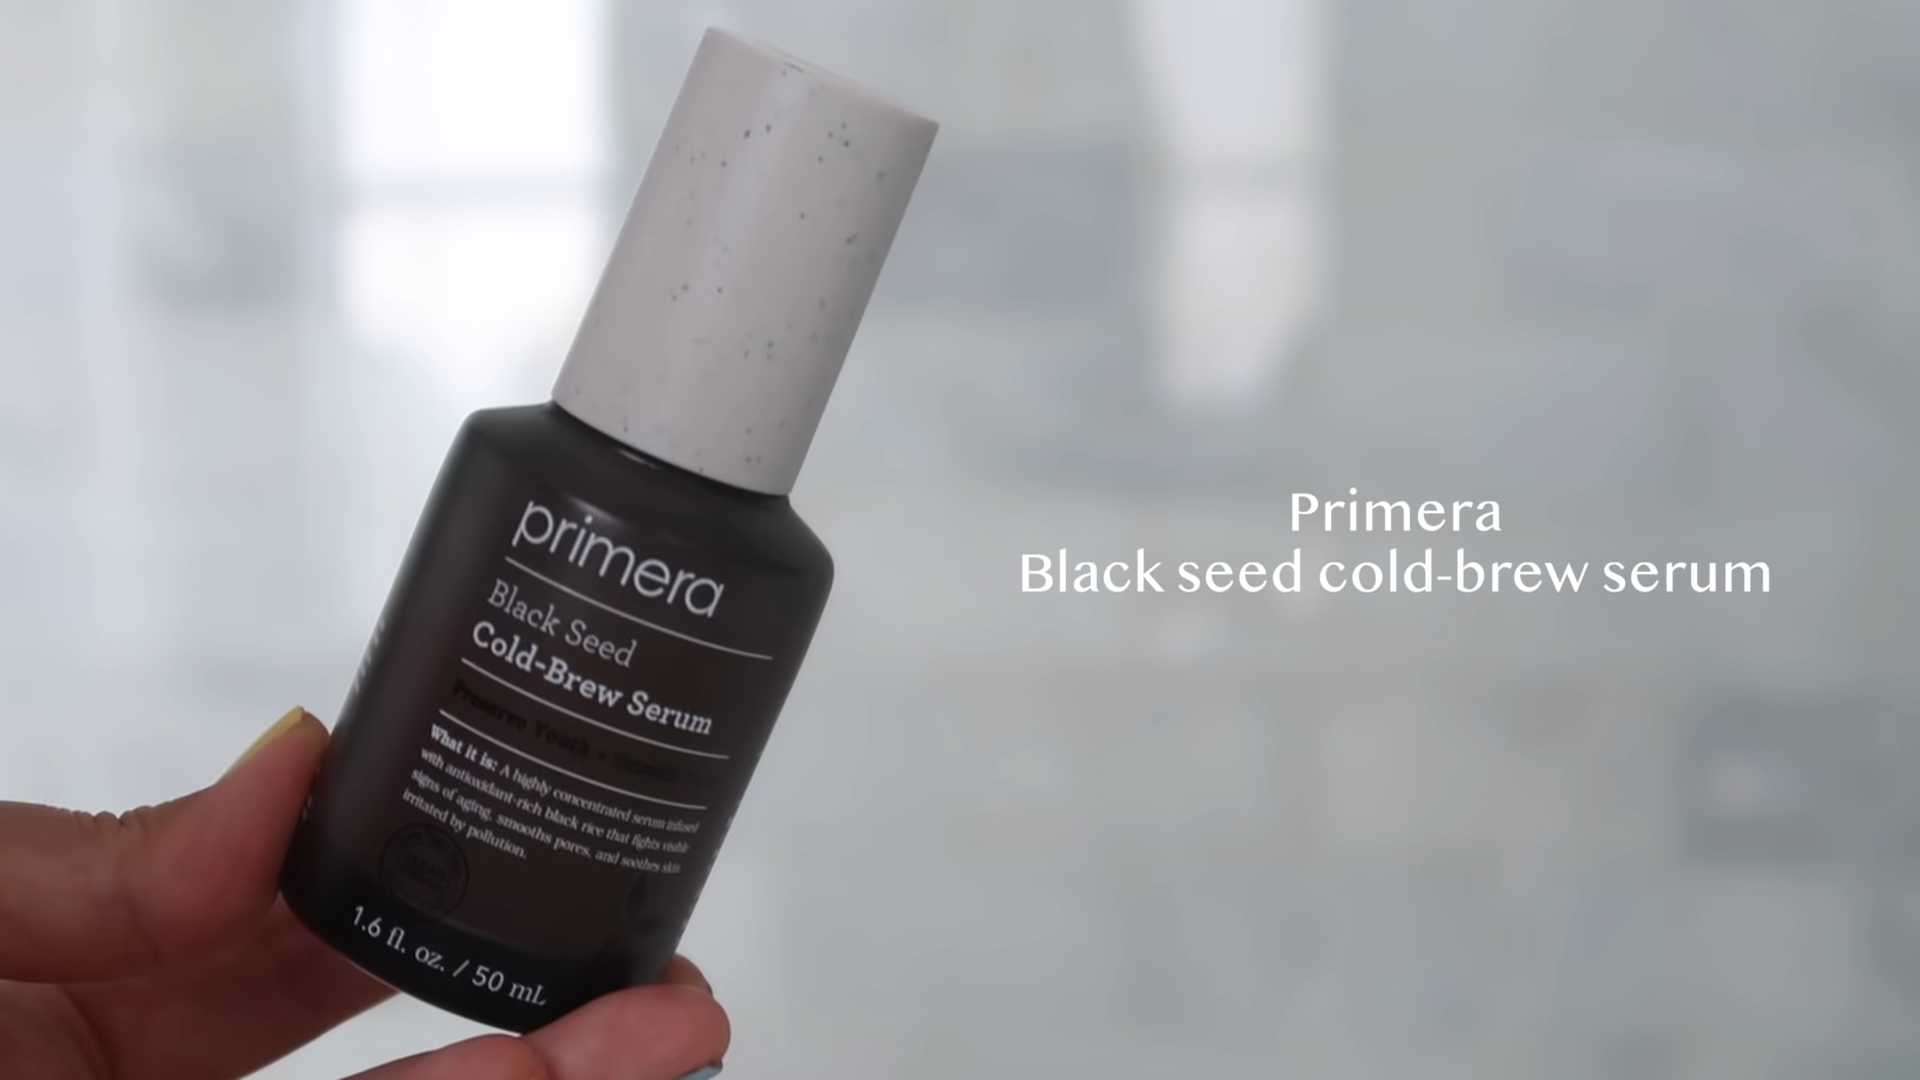 primera
Black Seed
Cold-Brew Serum
Preserve Youth +
What it is: A highly concentrated serum infused
with antioxidant-rich black rice that fights visible
signs of aging, smooths pores, and soothes skin
irritated by pollution.
1.6 fl. oz. / 50 mL
Primera
Black seed cold-brew serum